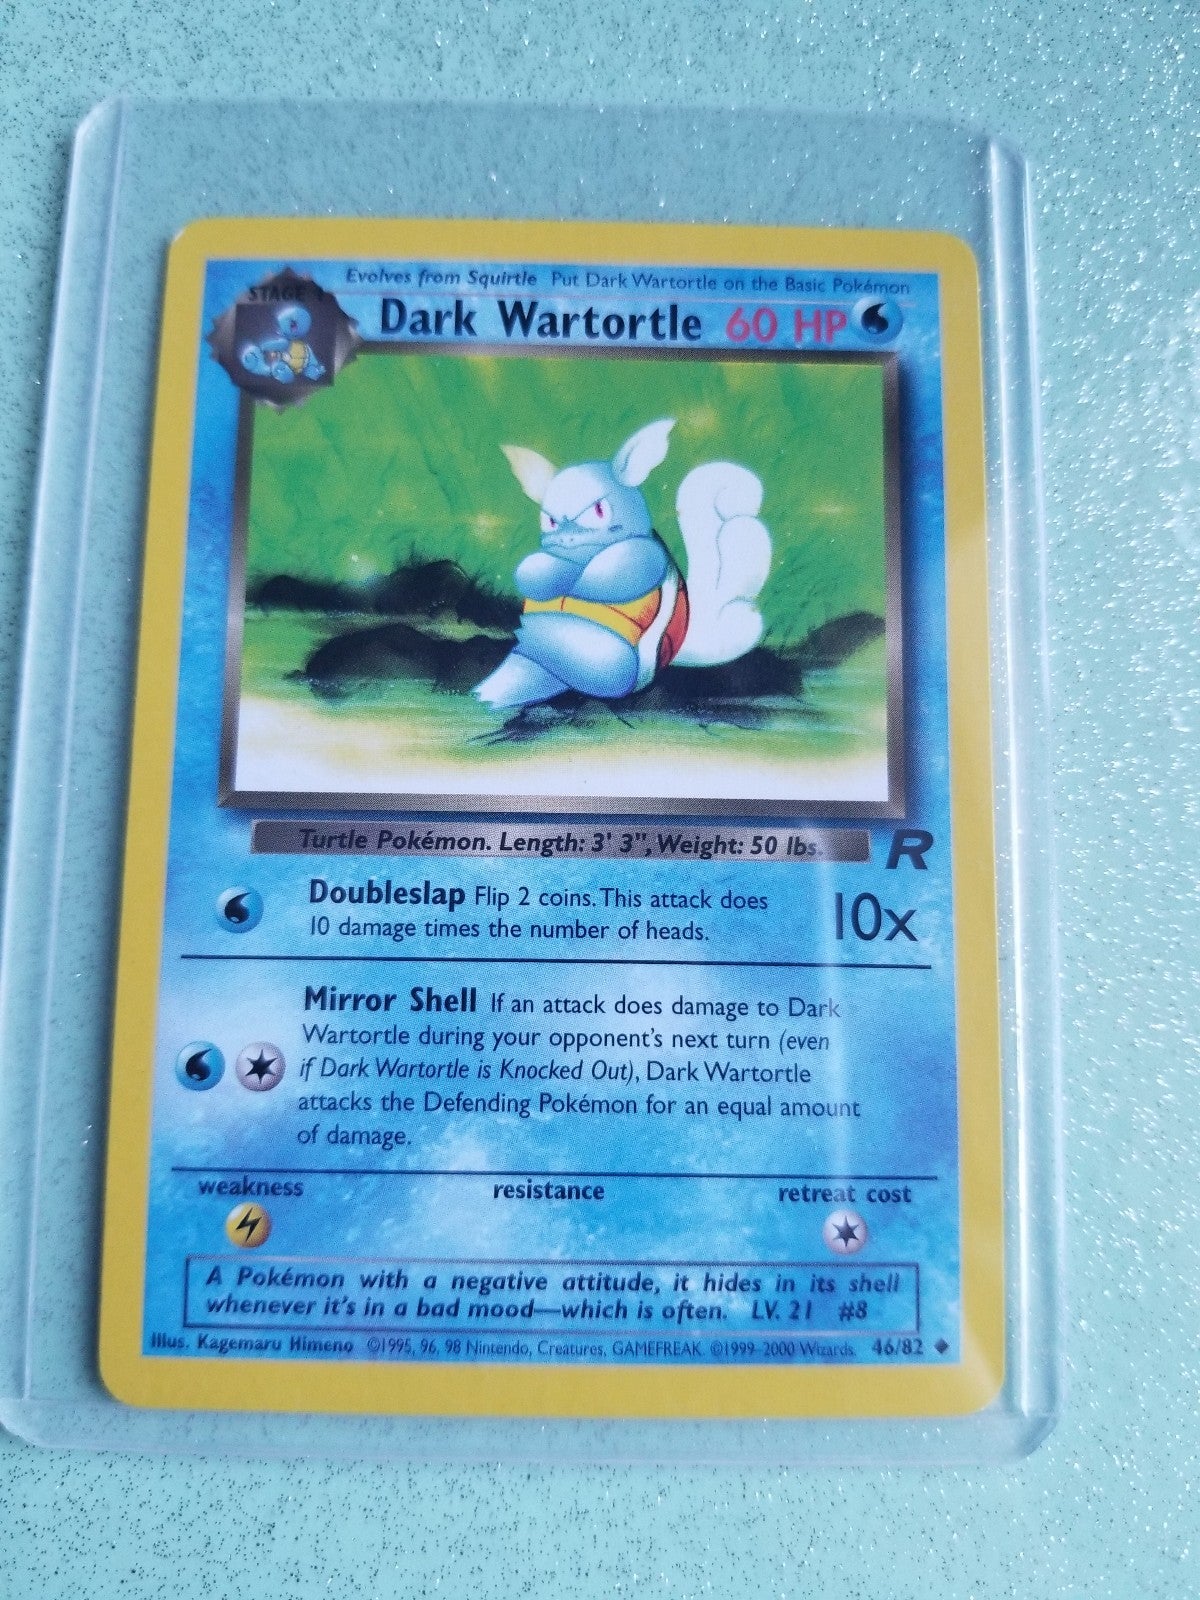 Evolves from Squirtle Put Dark Wartortle on the Basic Pokémon
STAGE 1
Dark Wartortle 60 HP
Turtle Pokémon. Length: 3' 3", Weight: 50 lbs.
R
Doubleslap Flip 2 coins. This attack does
10 damage times the number of heads.
10x
Mirror Shell If an attack does damage to Dark
Wartortle during your opponent's next turn (even
if Dark Wartortle is Knocked Out), Dark Wartortle
attacks the Defending Pokémon for an equal amount
of damage.
weakness resistance retreat cost
A Pokémon with a negative attitude, it hides in its shell
whenever it's in a bad mood—which is often. LV. 21 #8
Illus. Kagemaru Himeno ©1995, 96, 98 Nintendo, Creatures, GAMEFREAK. ©1999-2000 Wizards. 46/82